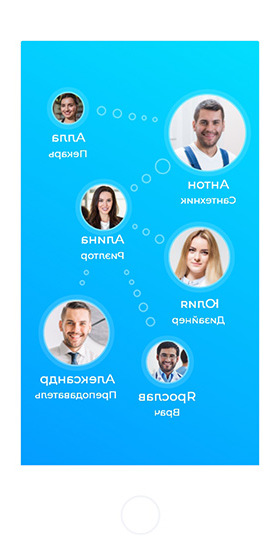 Алла
Пекарь
Антон
Сантехник
Алина
Риэлтор
Юлия
Дизайнер
Александр
Преподаватель
Ярослав
Врач